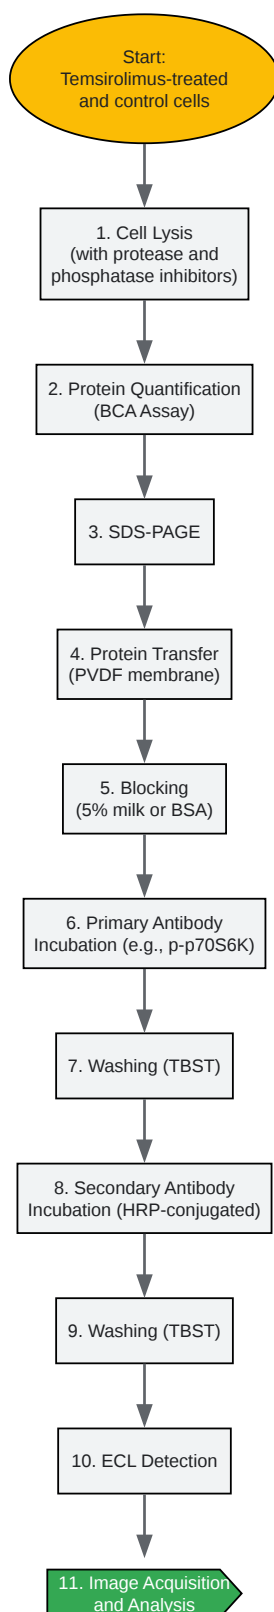 Start:
Temsirolimus-treated
and control cells
1. Cell Lysis
(with protease and
phosphatase inhibitors)
2. Protein Quantification
(BCA Assay)
3. SDS-PAGE
4. Protein Transfer
(PVDF membrane)
5. Blocking
(5% milk or BSA)
6. Primary Antibody
Incubation (e.g., p-p70S6K)
7. Washing (TBST)
8. Secondary Antibody
Incubation (HRP-conjugated)
9. Washing (TBST)
10. ECL Detection
11. Image Acquisition
and Analysis